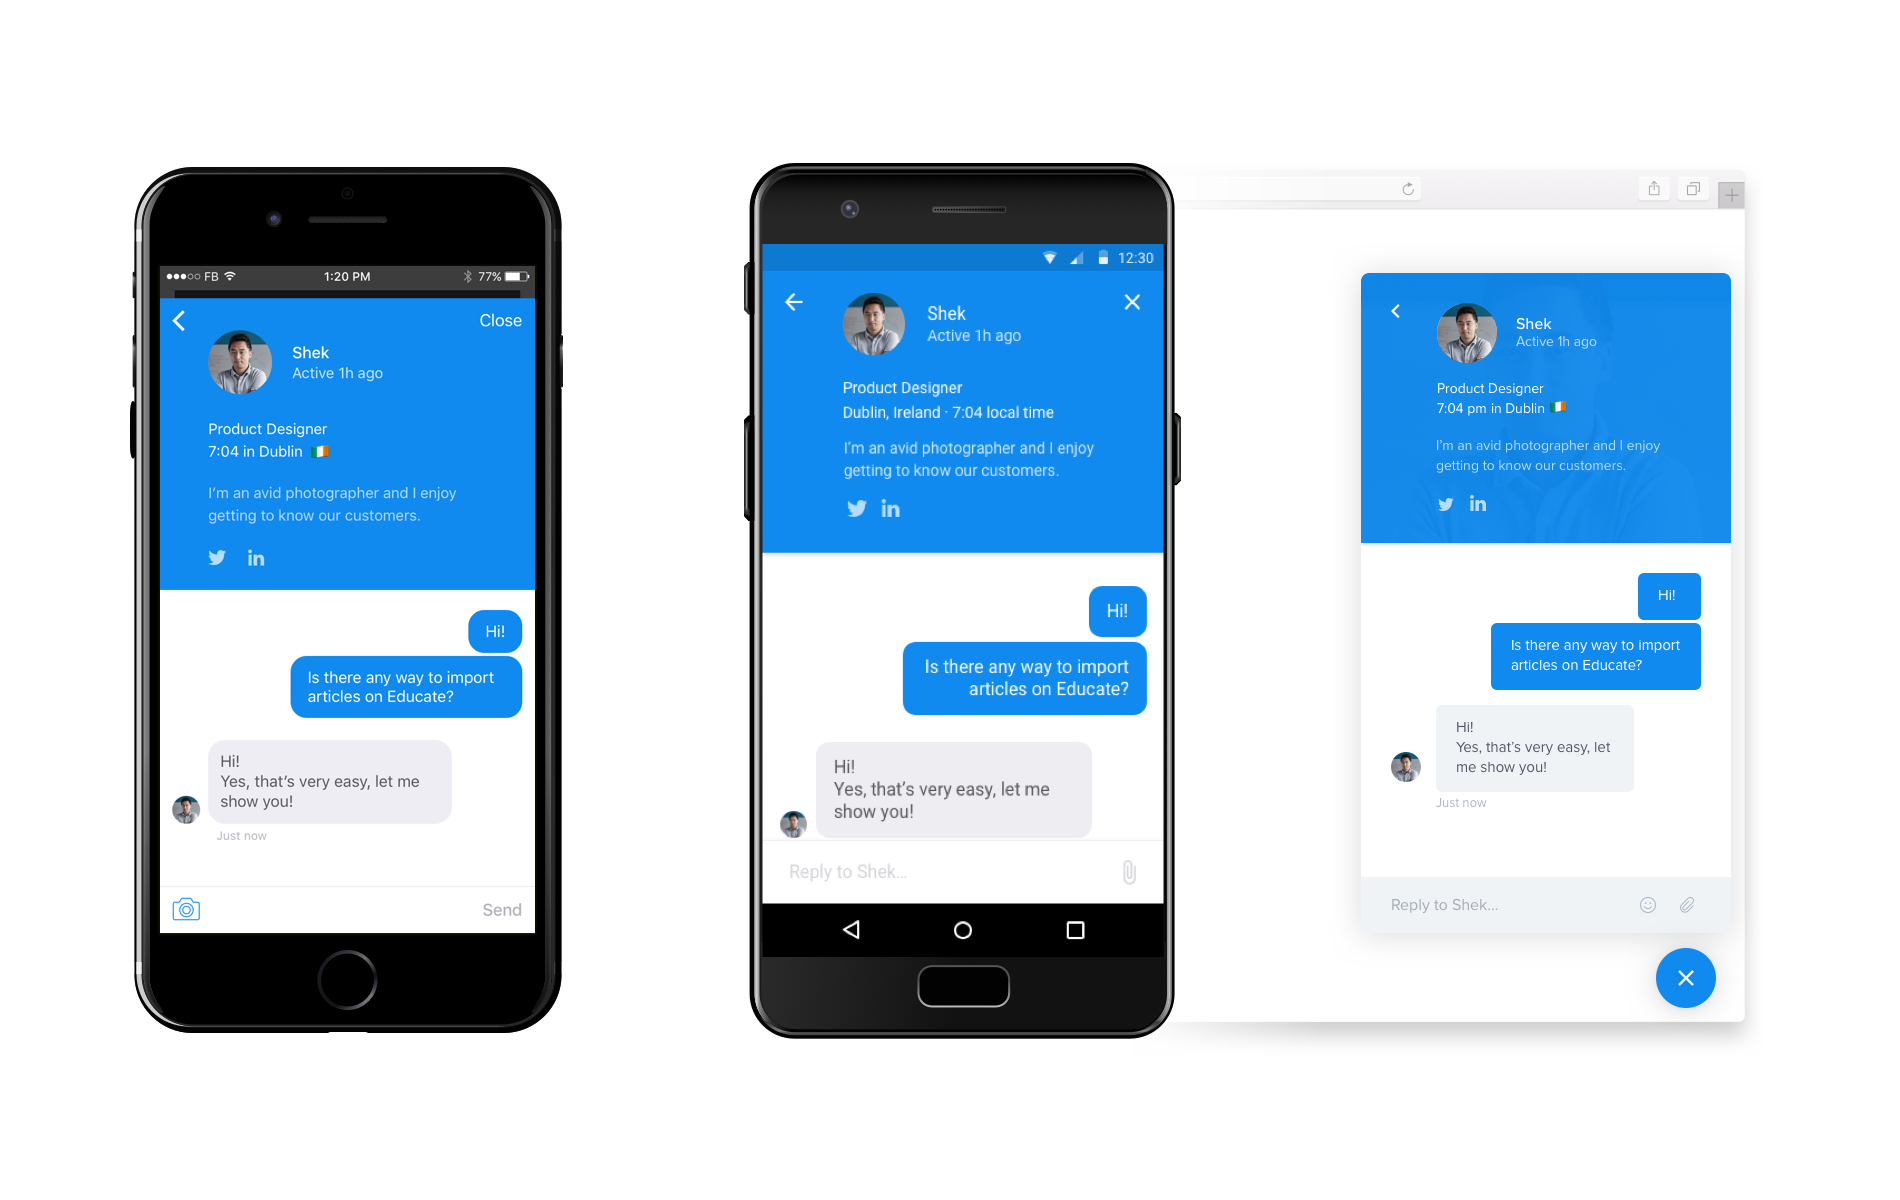 FB
1:20 PM
77%
Close
Shek
Active 1h ago
Product Designer
7:04 in Dublin
I'm an avid photographer and I enjoy
getting to know our customers.
in
Hi!
Is there any way to import
articles on Educate?
Hi!
Yes, that's very easy, let me
show you!
Just now
Send
12:30
Shek
Active 1h ago
Product Designer
Dublin, Ireland · 7:04 local time
I'm an avid photographer and I enjoy
getting to know our customers.
in
Hi!
Is there any way to import
articles on Educate?
Hi!
Yes, that's very easy, let me
show you!
Reply to Shek...
Shek
Active 1h ago
Product Designer
7:04 pm in Dublin
I'm an avid photographer and I enjoy
getting to know our customers.
in
Hi!
Is there any way to import
articles on Educate?
Hi!
Yes, that's very easy, let
me show you!
Just now
Reply to Shek...